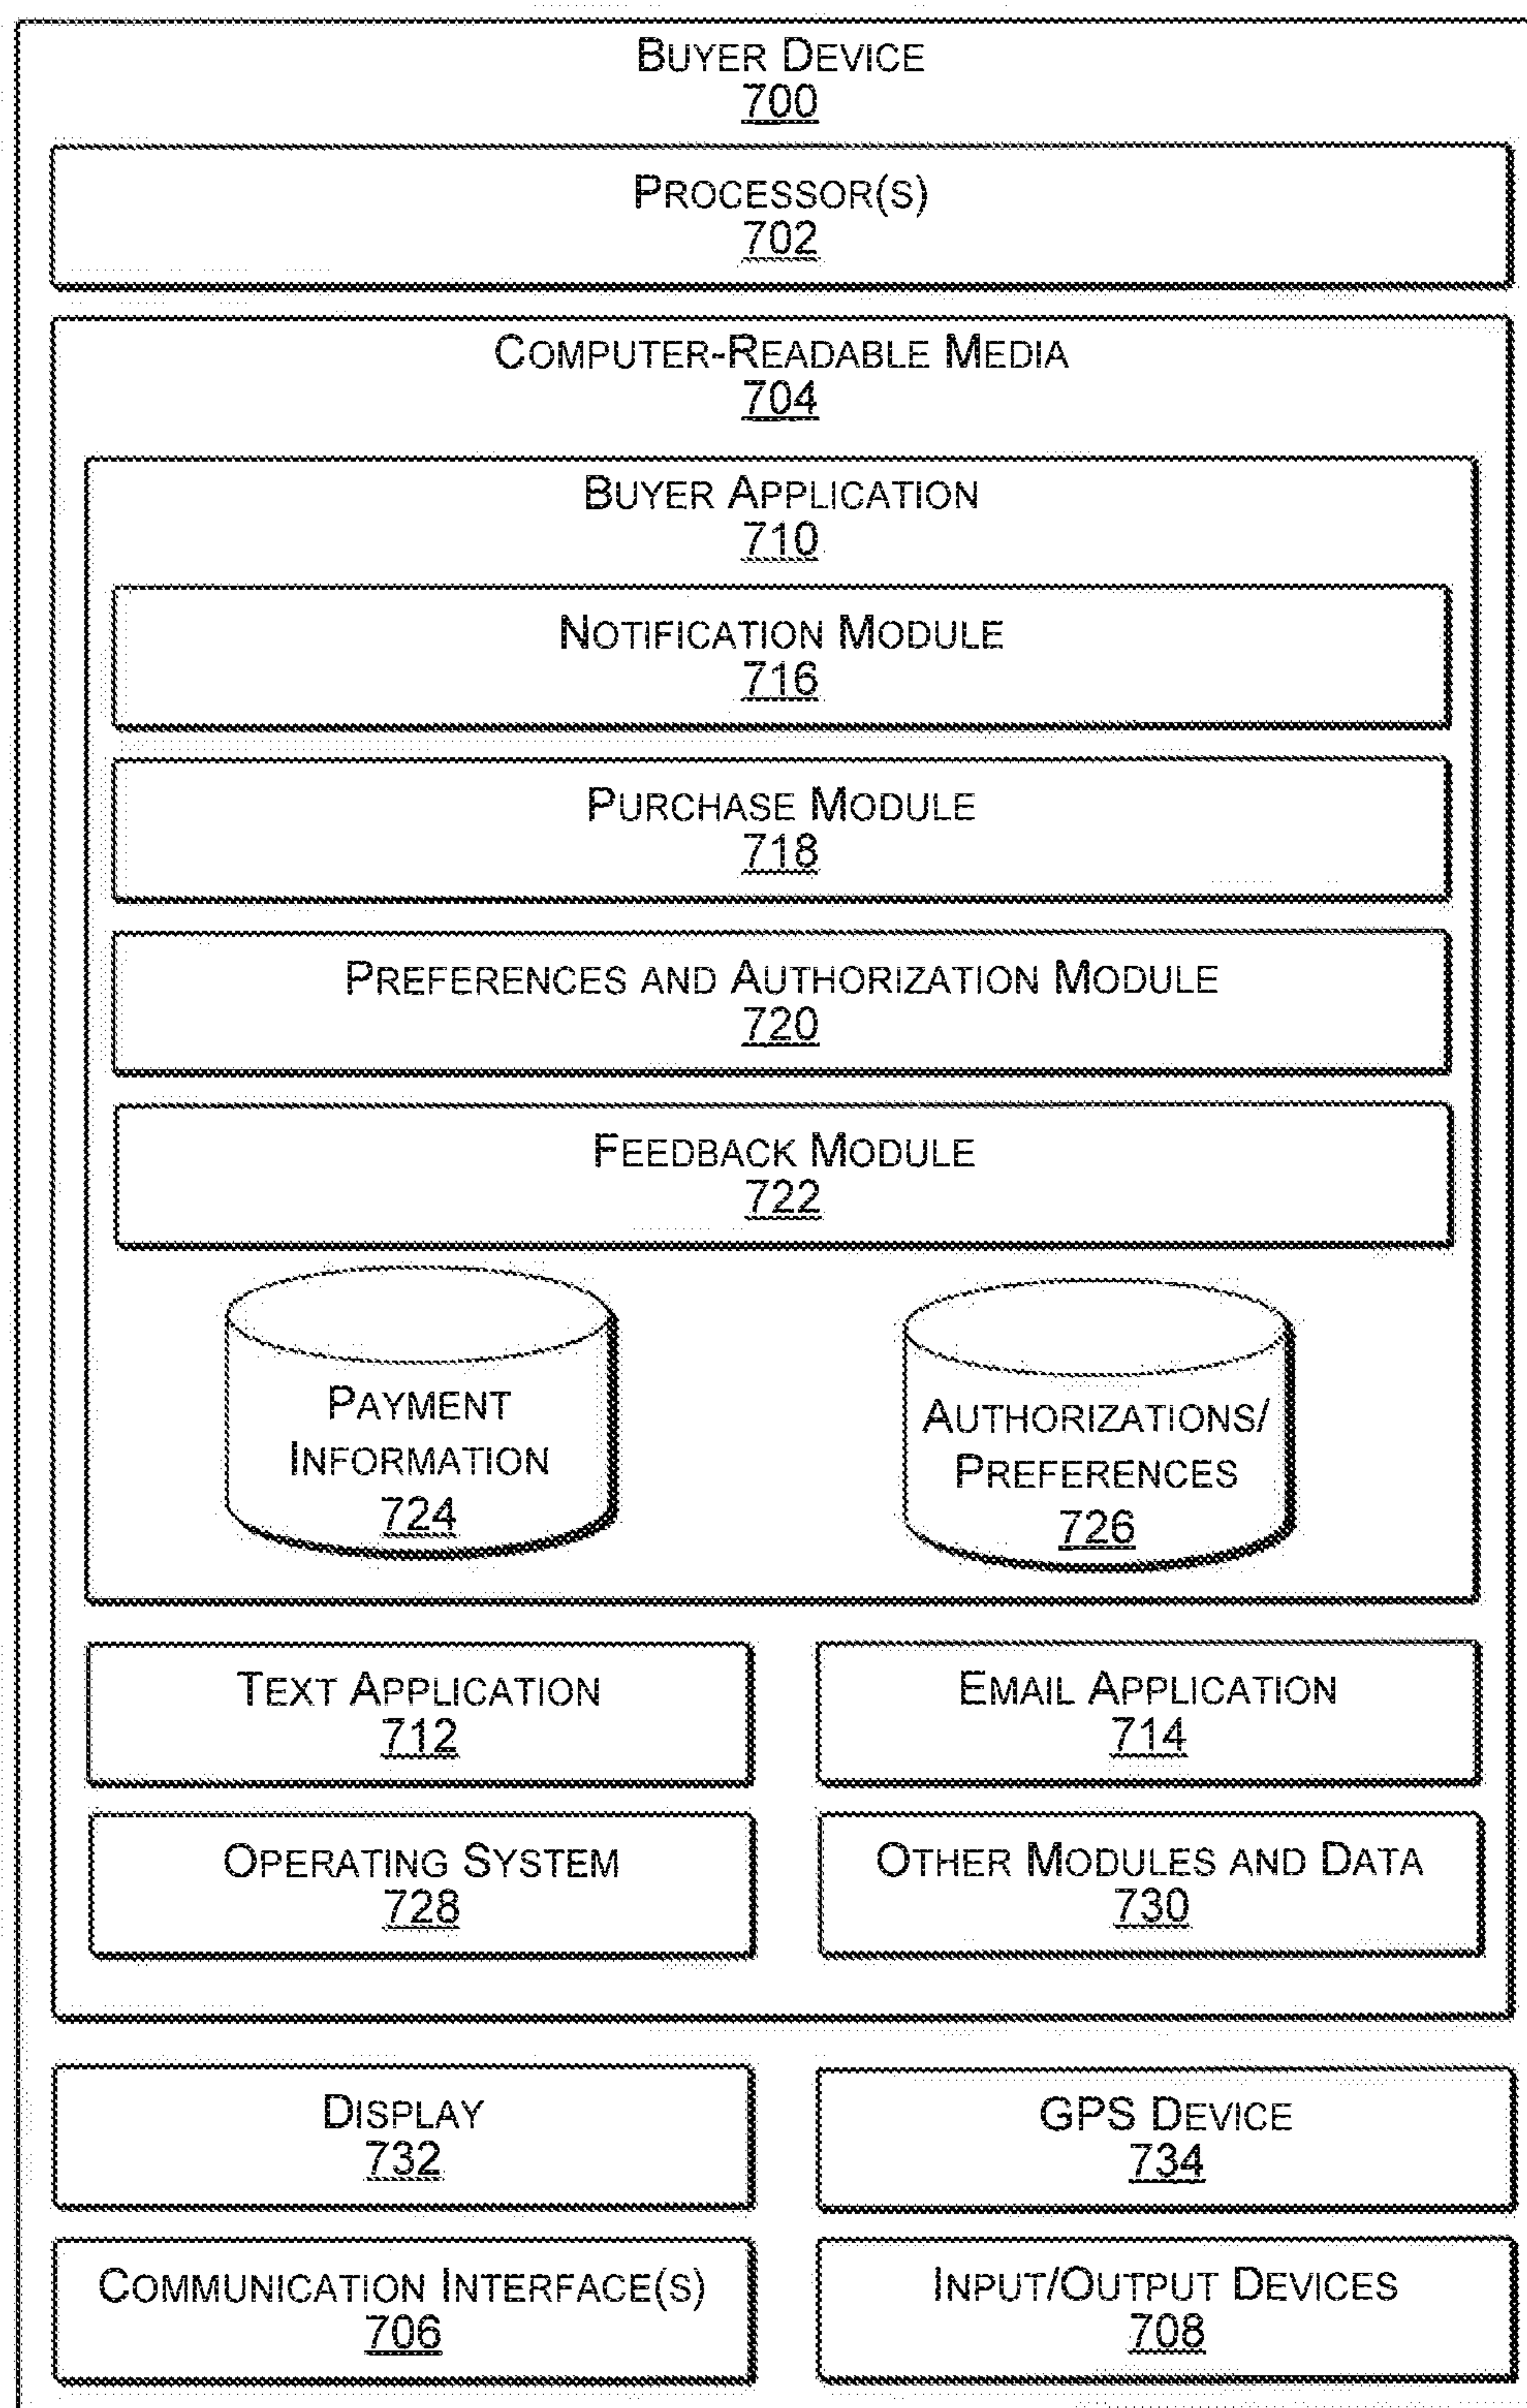 BUYER DEVICE
700
PROCESSOR(S)
702
COMPUTER-READABLE MEDIA
704
BUYER APPLICATION
710
NOTIFICATION MODULE
716
PURCHASE MODULE
718
PREFERENCES AND AUTHORIZATION MODULE
720
FEEDBACK MODULE
722
PAYMENT
INFORMATION
724
AUTHORIZATIONS/
PREFERENCES
726
TEXT APPLICATION
712
EMAIL APPLICATION
714
OPERATING SYSTEM
728
OTHER MODULES AND DATA
730
DISPLAY
732
GPS DEVICE
734
COMMUNICATION INTERFACE(S)
706
INPUT/OUTPUT DEVICES
708